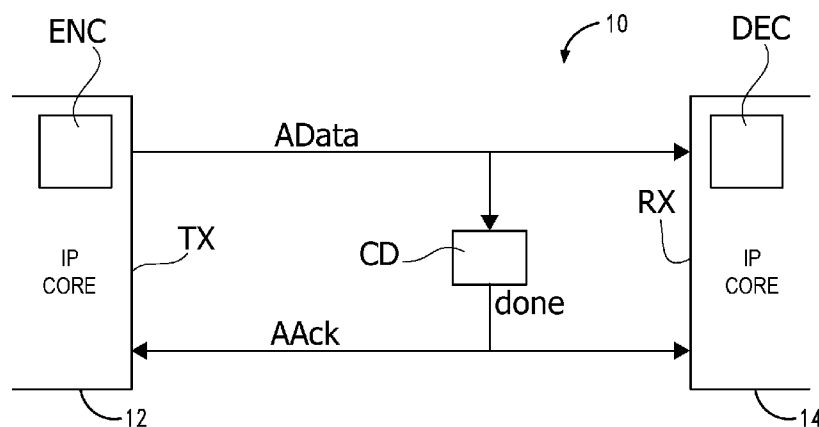 ENC
10
DEC
AData
TX
RX
CD
IP
CORE
IP
CORE
done
AAck
12
14